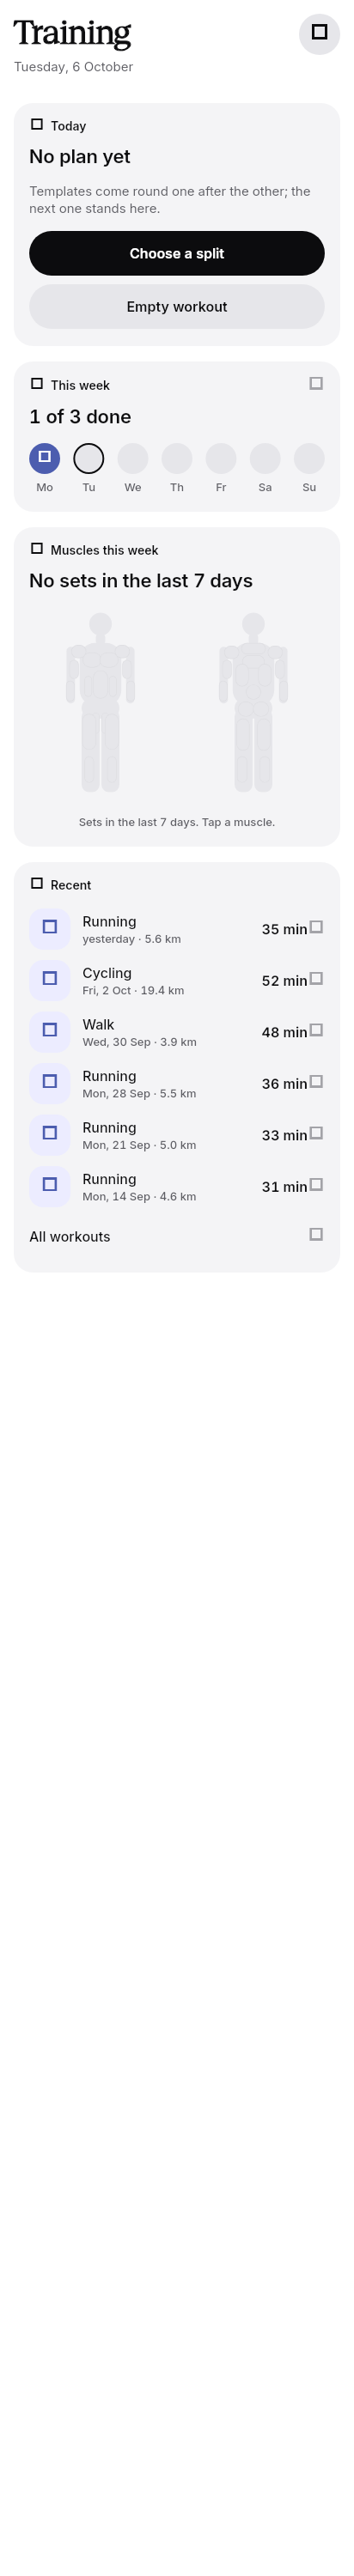 Training
Tuesday, 6 October
Today
No plan yet
Templates come round one after the other; the
next one stands here.
Choose a split
Empty workout
This week
1 of 3 done
Mo Tu We Th Fr Sa Su
Muscles this week
No sets in the last 7 days
Sets in the last 7 days. Tap a muscle.
Recent
Running
yesterday · 5.6 km
35 min
Cycling
Fri, 2 Oct · 19.4 km
52 min
Walk
Wed, 30 Sep · 3.9 km
48 min
Running
Mon, 28 Sep · 5.5 km
36 min
Running
Mon, 21 Sep · 5.0 km
33 min
Running
Mon, 14 Sep · 4.6 km
31 min
All workouts